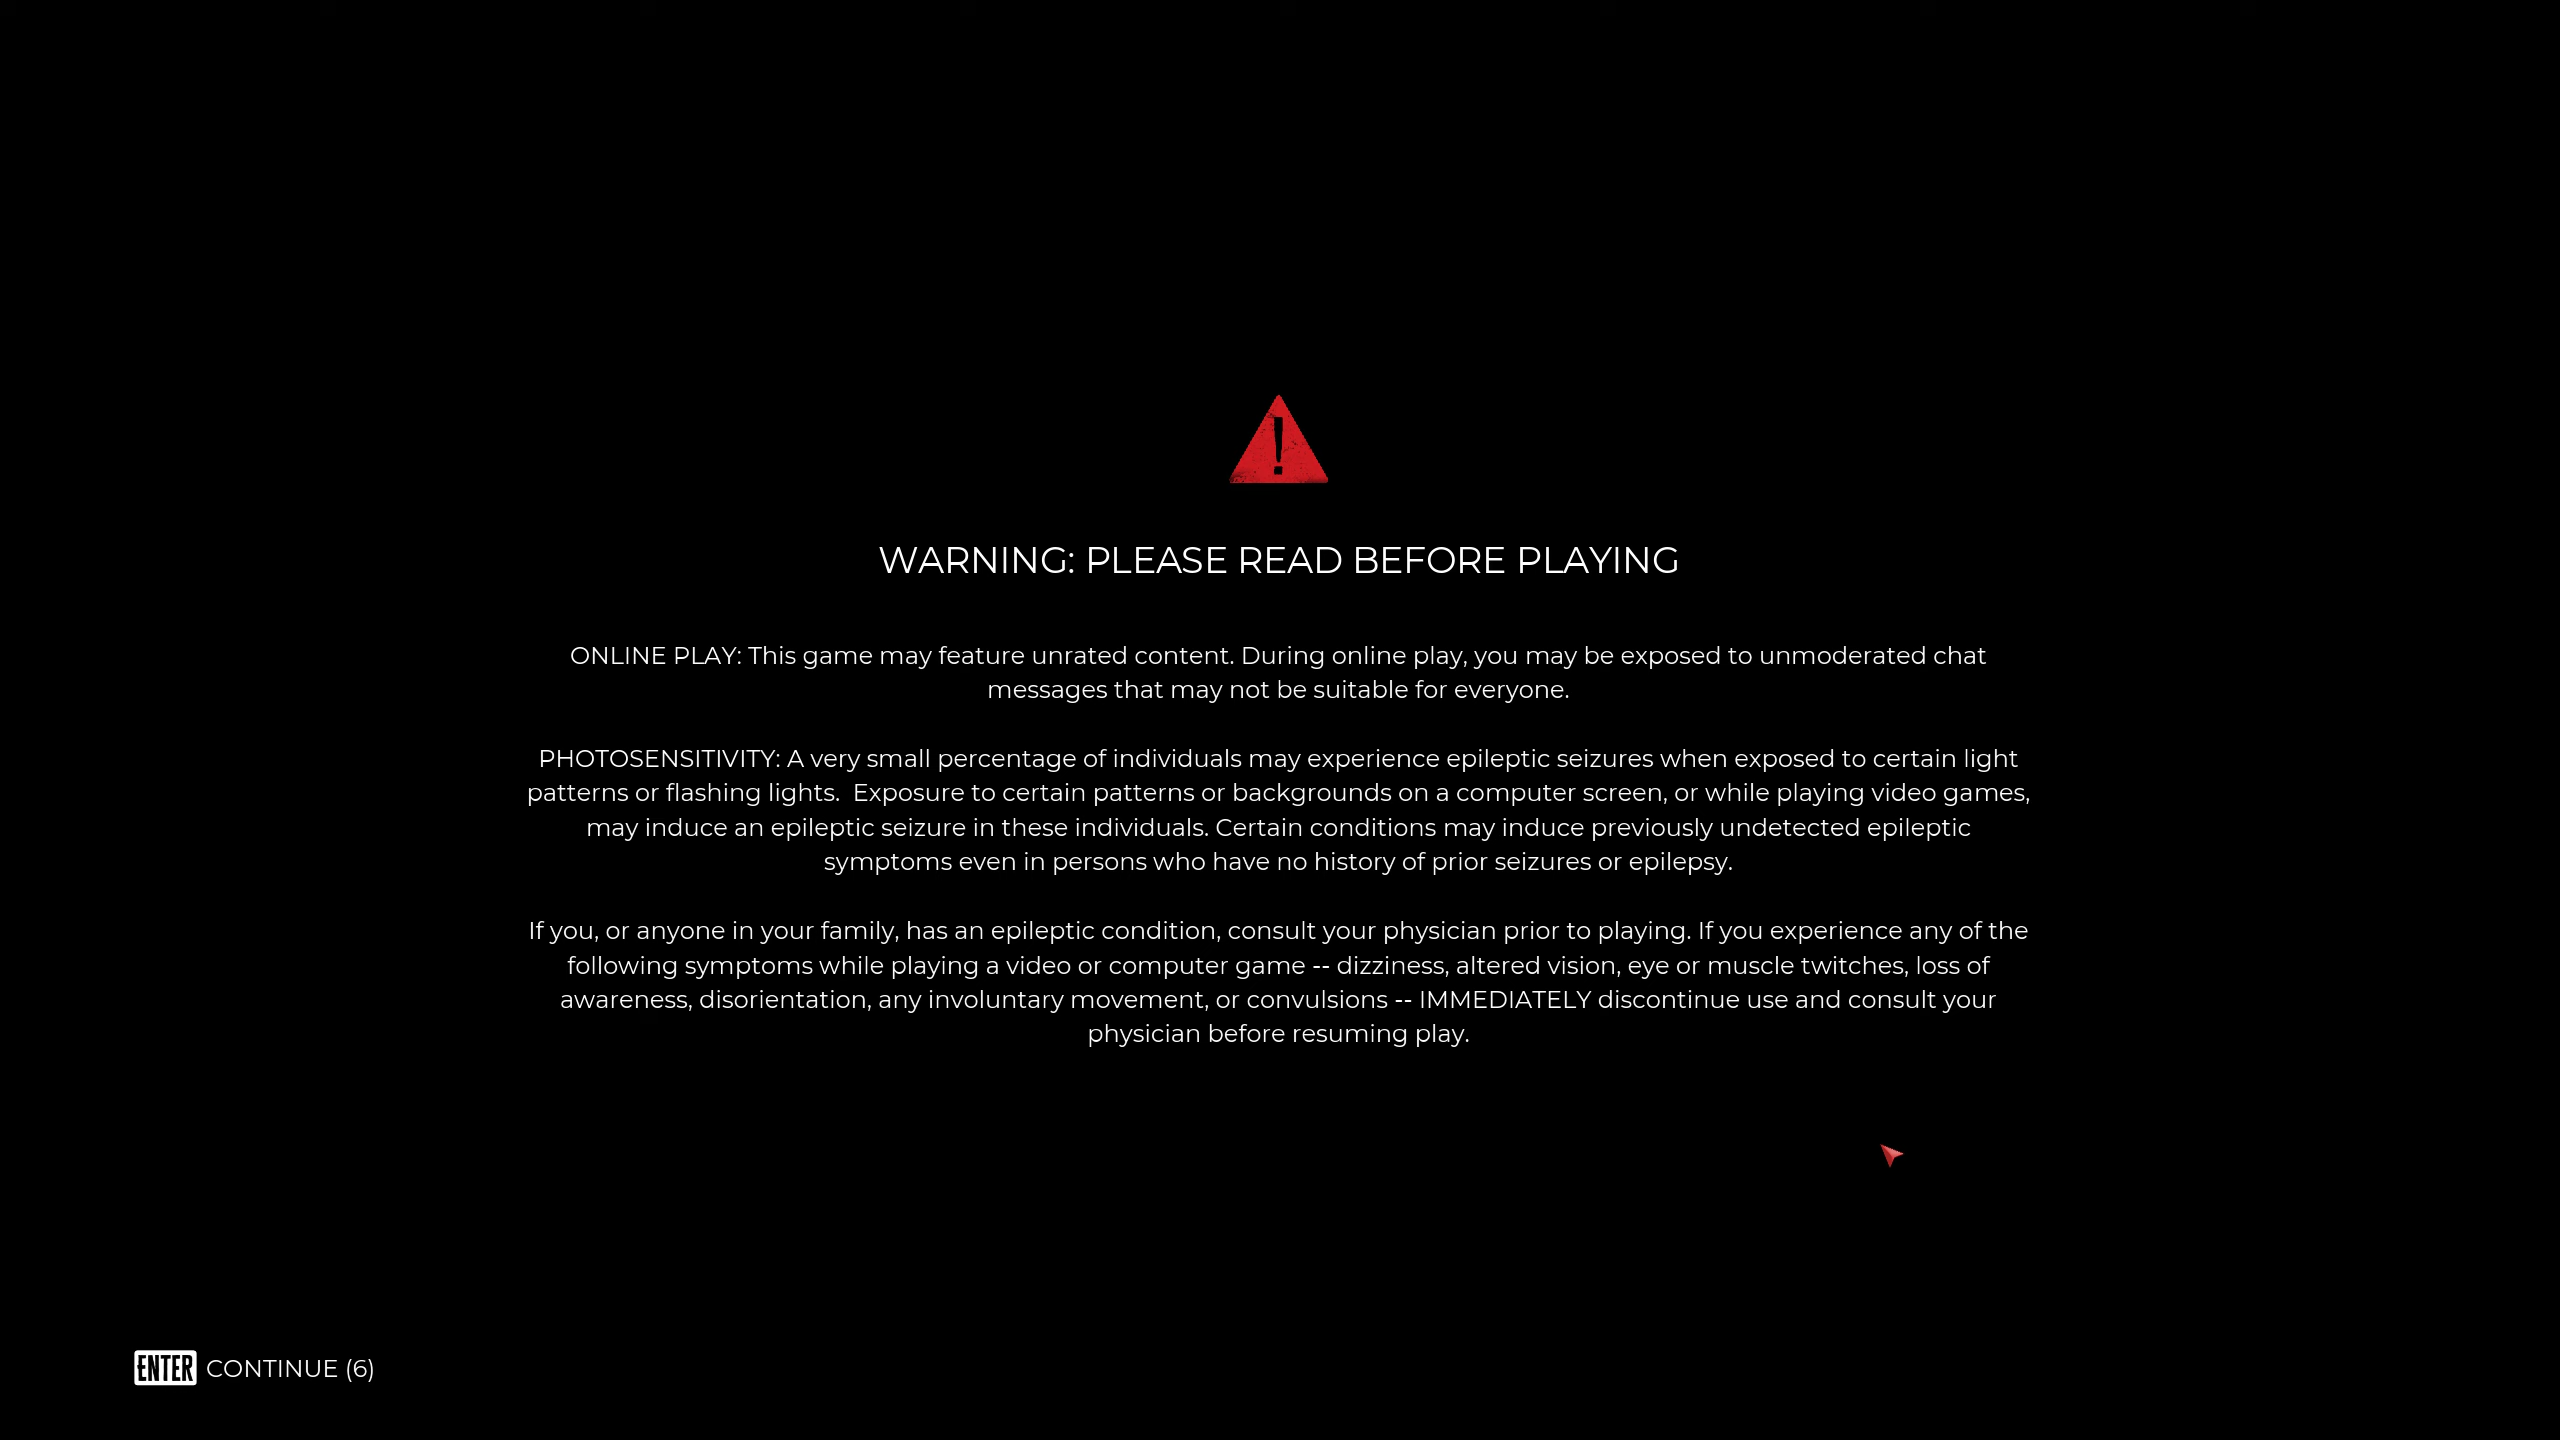 !
WARNING: PLEASE READ BEFORE PLAYING
ONLINE PLAY: This game may feature unrated content. During online play, you may be exposed to unmoderated chat
messages that may not be suitable for everyone.
PHOTOSENSITIVITY: A very small percentage of individuals may experience epileptic seizures when exposed to certain light
patterns or flashing lights.  Exposure to certain patterns or backgrounds on a computer screen, or while playing video games,
may induce an epileptic seizure in these individuals. Certain conditions may induce previously undetected epileptic
symptoms even in persons who have no history of prior seizures or epilepsy.
If you, or anyone in your family, has an epileptic condition, consult your physician prior to playing. If you experience any of the
following symptoms while playing a video or computer game -- dizziness, altered vision, eye or muscle twitches, loss of
awareness, disorientation, any involuntary movement, or convulsions -- IMMEDIATELY discontinue use and consult your
physician before resuming play.
ENTER CONTINUE (6)